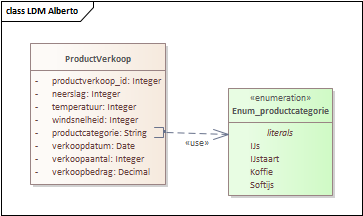 class LDM Alberto
ProductVerkoop
- productverkoop_id: Integer
- neerslag: Integer
- temperatuur: Integer
- windsnelheid: Integer
- productcategorie: String
- verkoopdatum: Date
- verkoopaantal: Integer
- verkoopbedrag: Decimal
«use»
«enumeration»
Enum_productcategorie
literals
IJs
IJstaart
Koffie
Softijs